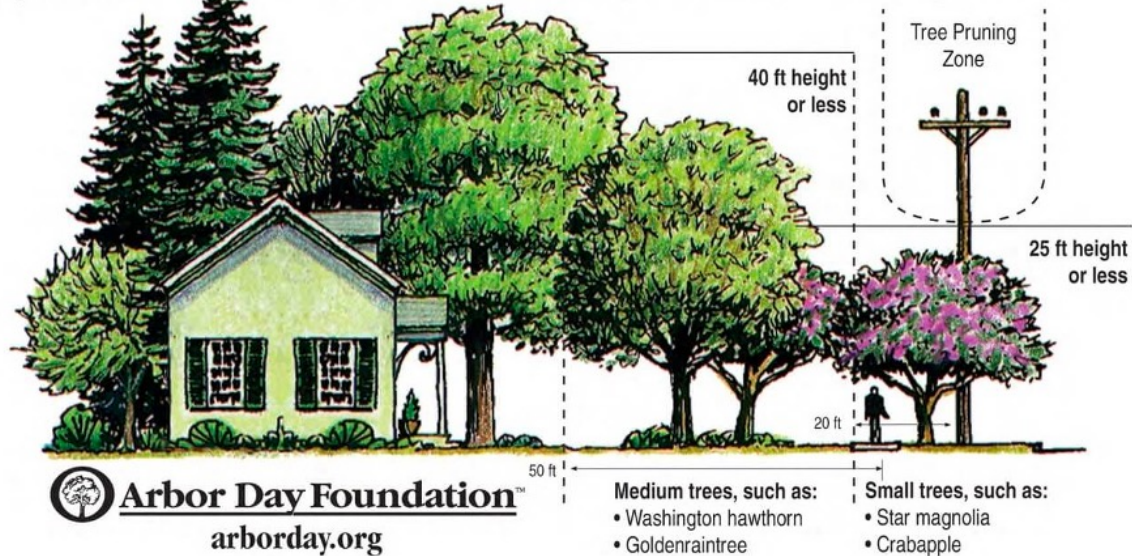 Tree Pruning
Zone
40 ft height
or less
25 ft height
or less
20 ft
50 ft
Arbor Day Foundation™
arborday.org
Medium trees, such as:
• Washington hawthorn
• Goldenraintree
Small trees, such as:
• Star magnolia
• Crabapple